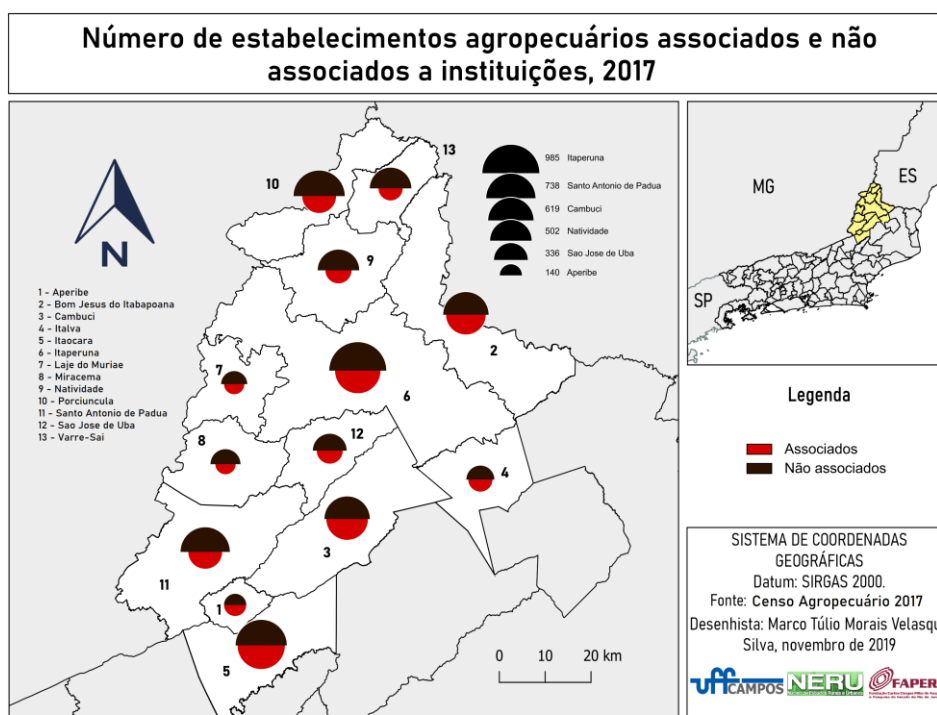 Número de estabelecimentos agropecuários associados e não
associados a instituições, 2017
N
1 - Aperibe
2 - Bom Jesus do Itabapoana
3 - Cambuci
4 - Italva
5 - Itaocara
6 - Itaperuna
7 - Laje do Muriae
8 - Miracema
9 - Natividade
10 - Porciuncula
11 - Santo Antonio de Padua
12 - Sao Jose de Uba
13 - Varre-Sai
985 Itaperuna
738 Santo Antonio de Padua
619 Cambuci
502 Natividade
336 Sao Jose de Uba
140 Aperibe
13
10
9
2
7
6
12
8
4
3
11
1
5
0 10 20 km
MG
ES
SP
Legenda
Associados
Não associados
SISTEMA DE COORDENADAS
GEOGRÁFICAS
Datum: SIRGAS 2000.
Fonte: Censo Agropecuário 2017
Desenhista: Marco Túlio Morais Velasqu
Silva, novembro de 2019
uff CAMPOS
NERU
FAPER